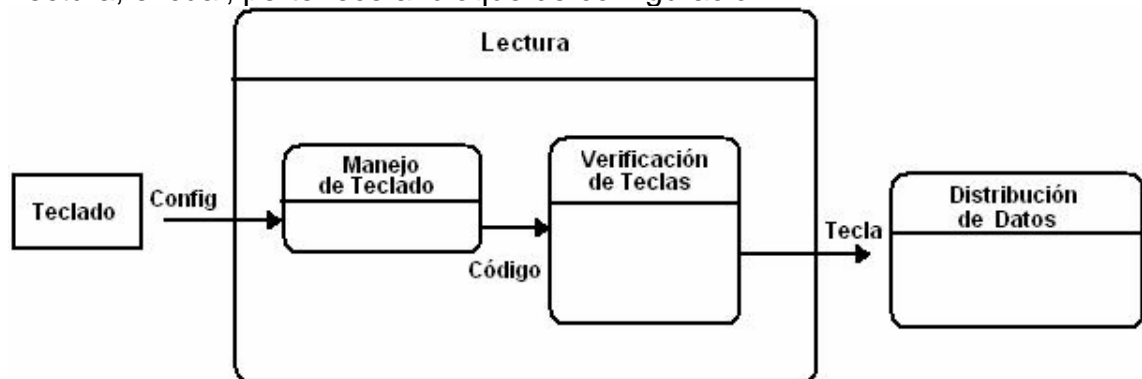 Lectura
Manejo
de Teclado
Verificación
de Teclas
Distribución
de Datos
Teclado
Config
Código
Tecla